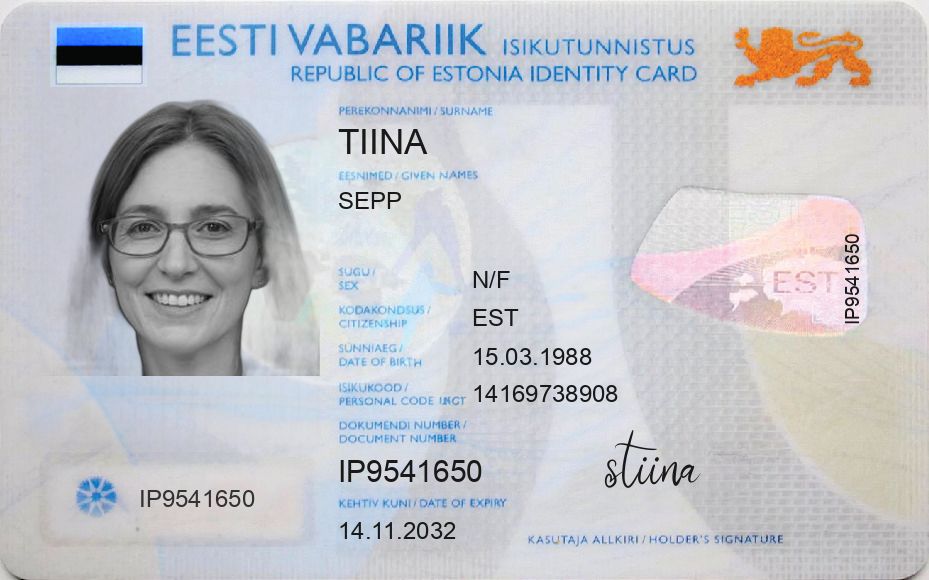 EESTI VABARIIK ISIKUTUNNISTUS
REPUBLIC OF ESTONIA IDENTITY CARD
PEREKONNANIMI / SURNAME
TIINA
EESNIMED / GIVEN NAMES
SEPP
SUGU /
SEX
N/F
KODAKONDSUS /
CITIZENSHIP
EST
SÜNNIAEG /
DATE OF BIRTH
15.03.1988
ISIKUKOOD /
PERSONAL CODE
14169738908
DOKUMENDI NUMBER /
DOCUMENT NUMBER
IP9541650
KEHTIV KUNI / DATE OF EXPIRY
14.11.2032
IP9541650
EST
IP9541650
stiina
KASUTAJA ALLKIRI / HOLDER'S SIGNATURE